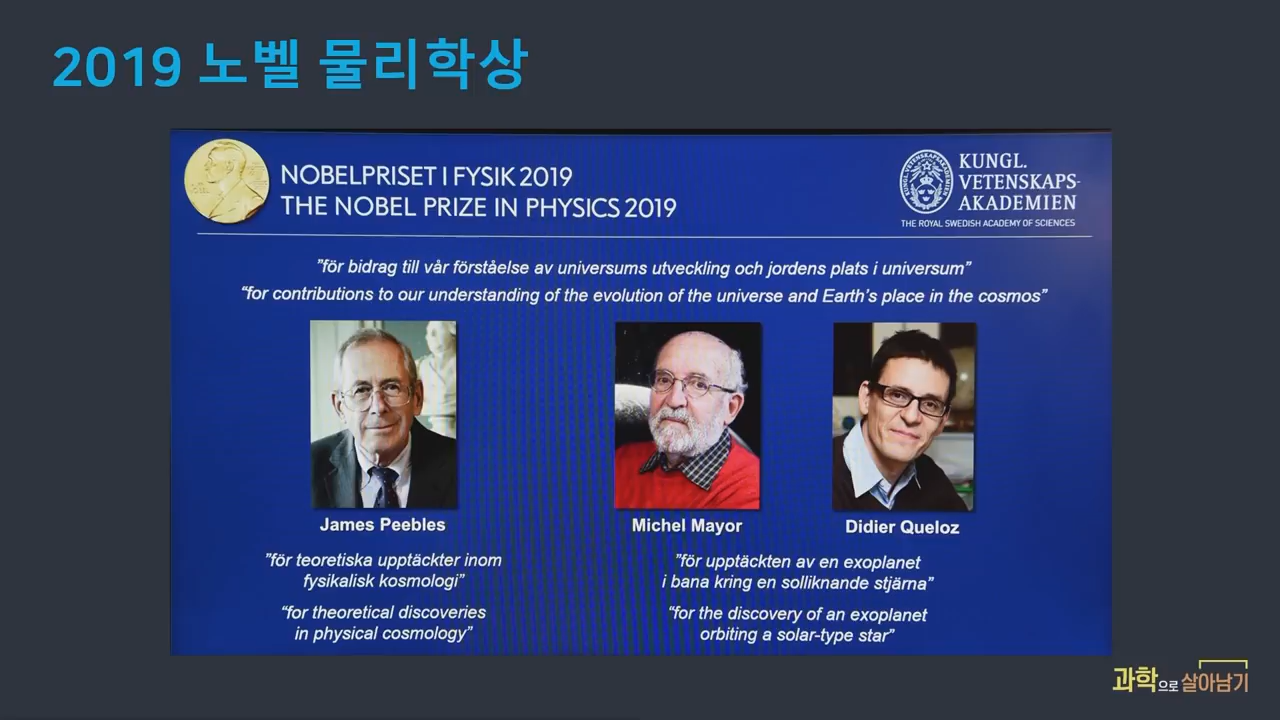 2019 노벨 물리학상
NOBELPRISET I FYSIK 2019
THE NOBEL PRIZE IN PHYSICS 2019
KUNGL.
VETENSKAPS-
AKADEMIEN
THE ROYAL SWEDISH ACADEMY OF SCIENCES
"för bidrag till vår förståelse av universums utveckling och jordens plats i universum"
“for contributions to our understanding of the evolution of the universe and Earth’s place in the cosmos”
James Peebles
Michel Mayor
Didier Queloz
"för teoretiska upptäckter inom
fysikalisk kosmologi”
“for theoretical discoveries
in physical cosmology”
"för upptäckten av en exoplanet
i bana kring en solliknande stjärna”
“for the discovery of an exoplanet
orbiting a solar-type star”
과학으로 살아남기